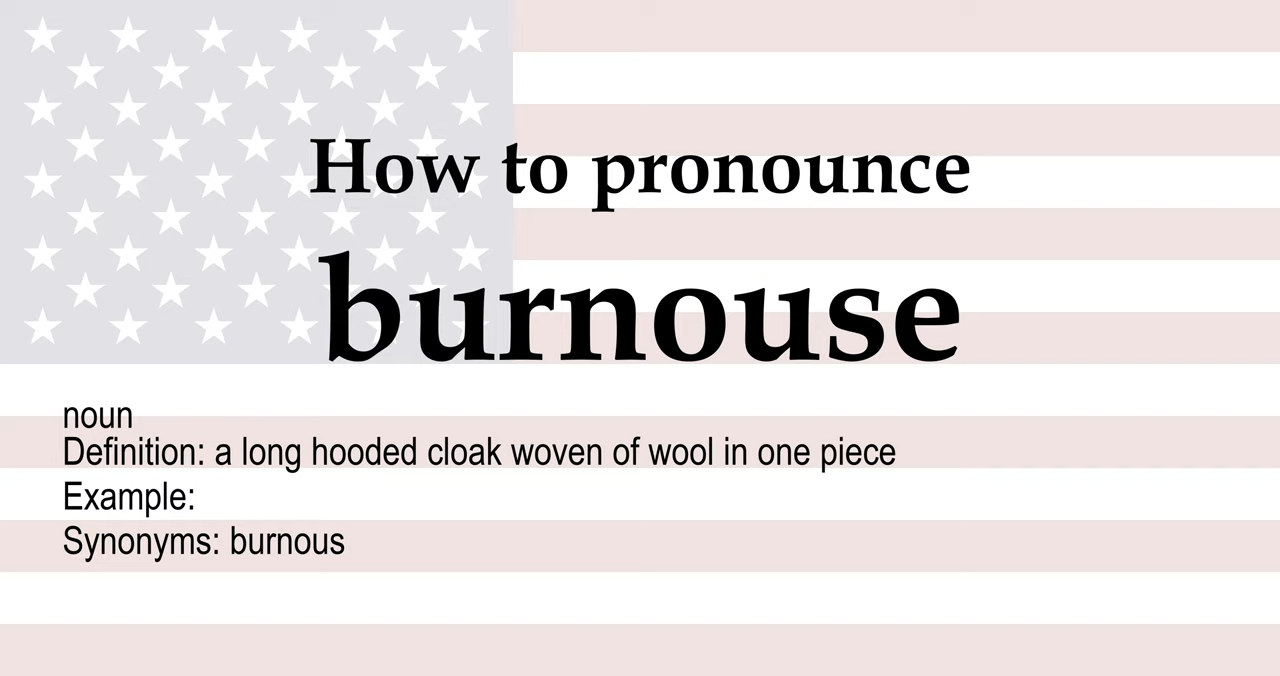 How to pronounce
burnouse
noun
Definition: a long hooded cloak woven of wool in one piece
Example:
Synonyms: burnous